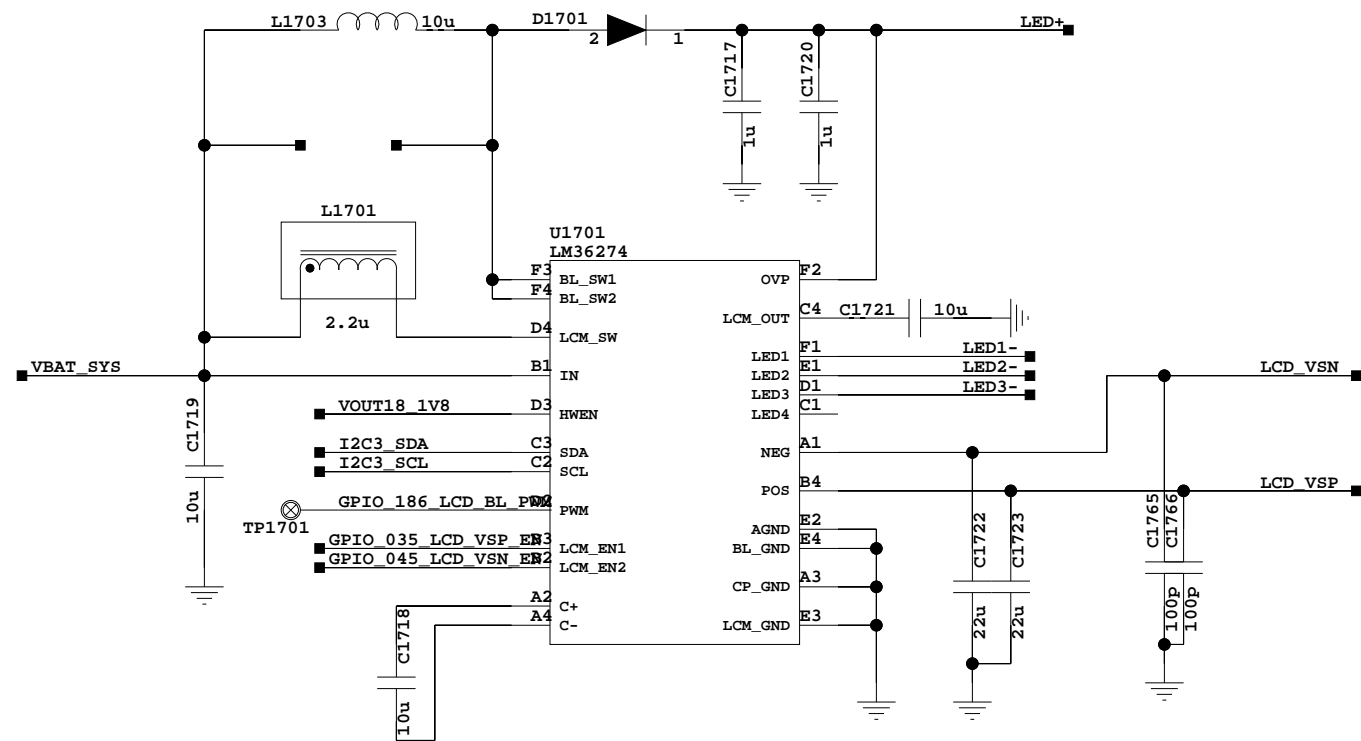 L1703 10u D1701 LED+
2 1
C1717
1u
C1720
1u
L1701
2.2u
U1701
LM36274
F3 BL_SW1 OVP F2
F4 BL_SW2
D4 LCM_SW LCM_OUT C4 C1721 10u
LED1 F1 LED1-
VBAT_SYS B1 IN LED2 E1 LED2- LCD_VSN
LED3 D1 LED3-
VOUT18_1V8 D3 HWEN LED4 C1
C1719
10u
I2C3_SDA C3 SDA NEG A1
I2C3_SCL C2 SCL
POS B4 LCD_VSP
TP1701 GPIO_186_LCD_BL_PWM PWM
AGND E2
GPIO_035_LCD_VSP_EN B3 LCM_EN1 BL_GND E4
GPIO_045_LCD_VSN_EN B2 LCM_EN2
CP_GND A3
A2 C+
A4 C- LCM_GND E3
C1718
10u
C1722
22u
C1723
22u
C1765
100p
C1766
100p